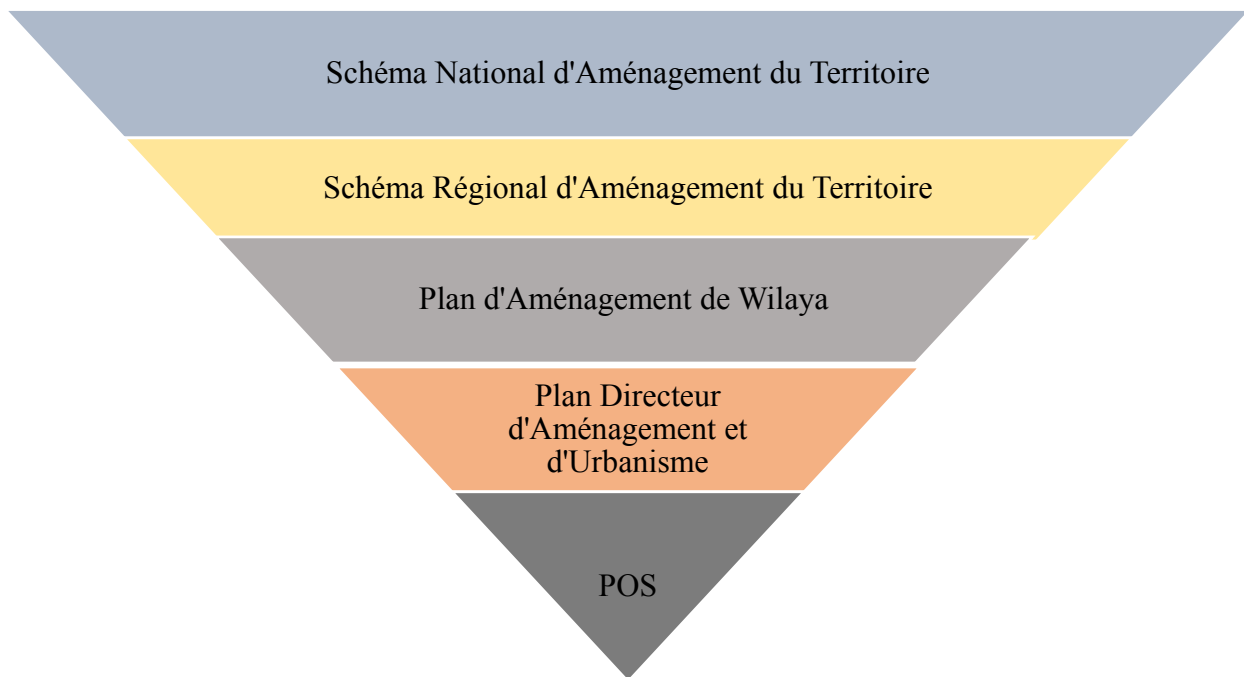 Schéma National d'Aménagement du Territoire
Schéma Régional d'Aménagement du Territoire
Plan d'Aménagement de Wilaya
Plan Directeur
d'Aménagement et
d'Urbanisme
POS